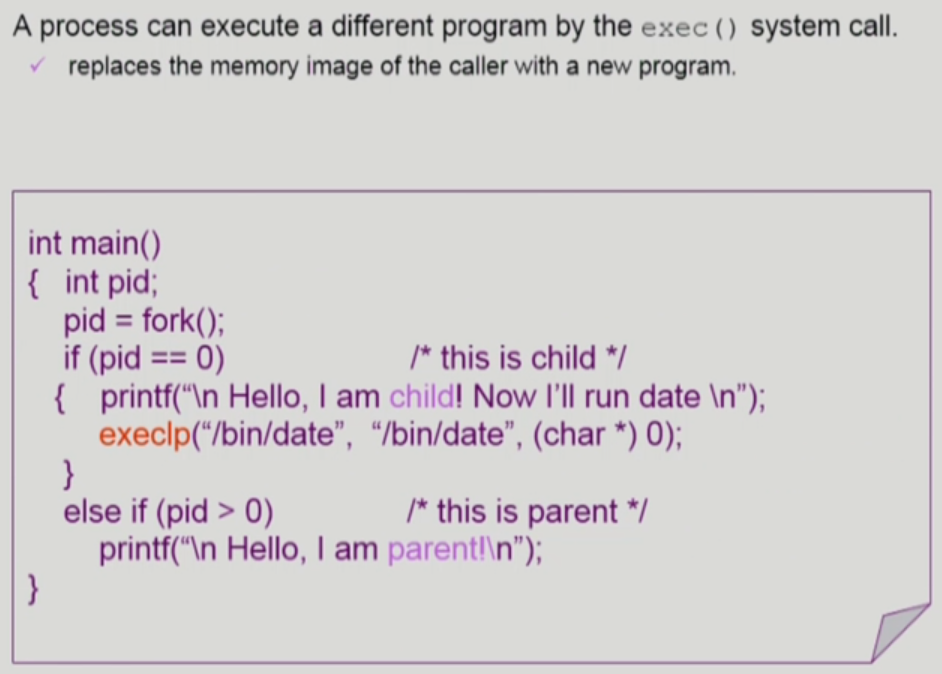 A process can execute a different program by the exec() system call.
✓ replaces the memory image of the caller with a new program.
int main()
{ int pid;
pid = fork();
if (pid == 0) /* this is child */
{ printf(“\n Hello, I am child! Now I’ll run date \n”);
execlp(“/bin/date”, “/bin/date”, (char *) 0);
}
else if (pid > 0) /* this is parent */
printf(“\n Hello, I am parent!\n”);
}